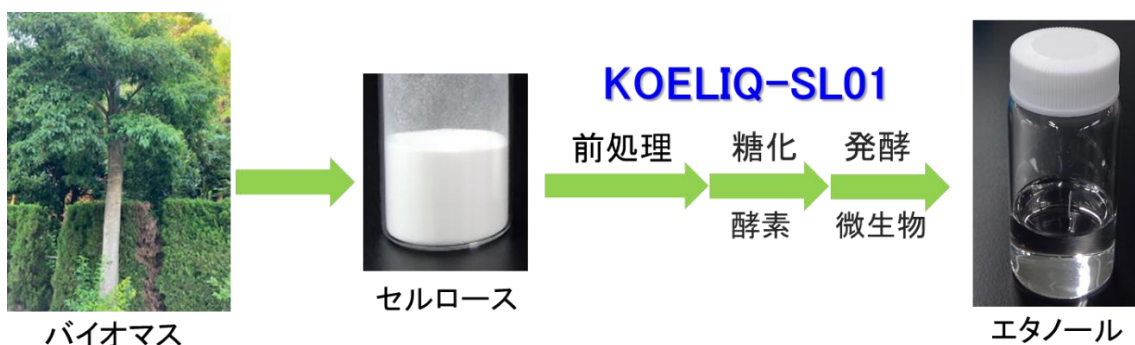 KOELIQ-SL01
前処理
糖化
発酵
酵素
微生物
バイオマス
セルロース
エタノール